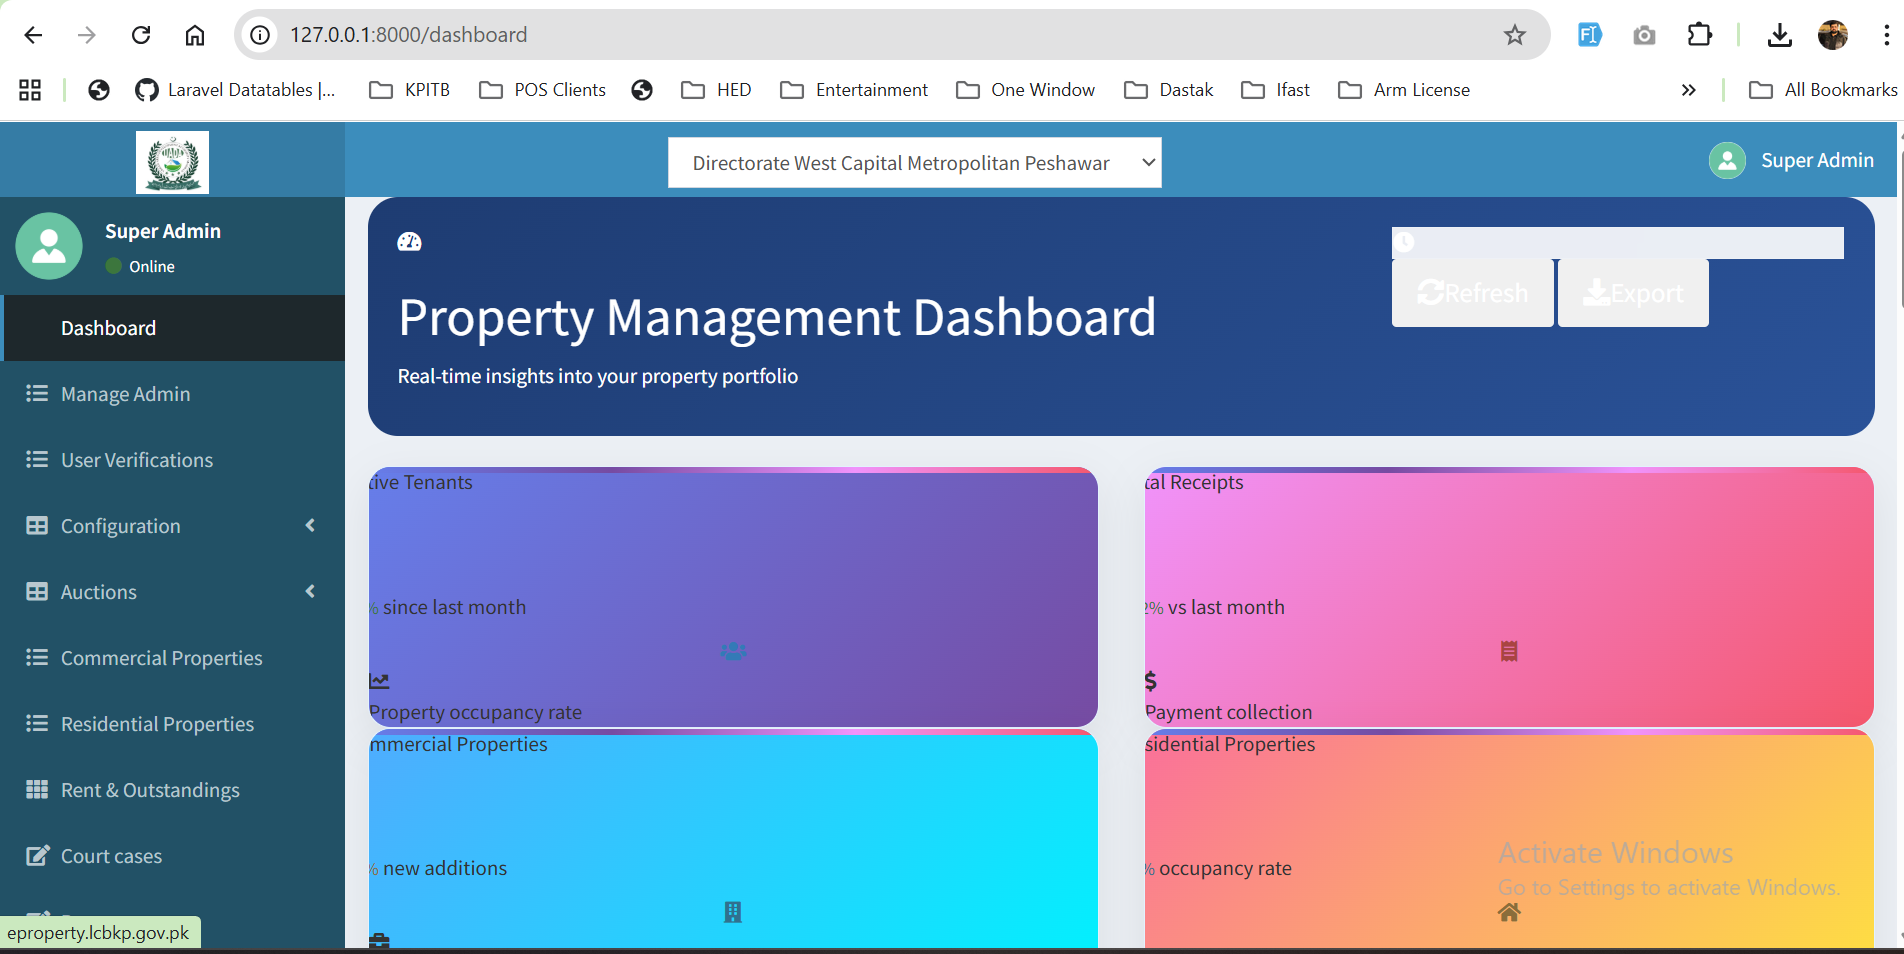 127.0.0.1:8000/dashboard
Laravel Datatables |...
KPITB
POS Clients
HED
Entertainment
One Window
Dastak
Ifast
Arm License
All Bookmarks
Directorate West Capital Metropolitan Peshawar
Super Admin
Super Admin
Online
Dashboard
Manage Admin
User Verifications
Configuration
Auctions
Commercial Properties
Residential Properties
Rent & Outstandings
Court cases
eproperty.lcbkp.gov.pk
Property Management Dashboard
Real-time insights into your property portfolio
Refresh
Export
tive Tenants
% since last month
Property occupancy rate
tal Receipts
2% vs last month
Payment collection
mmercial Properties
% new additions
sidential Properties
% occupancy rate
Activate Windows
Go to Settings to activate Windows.